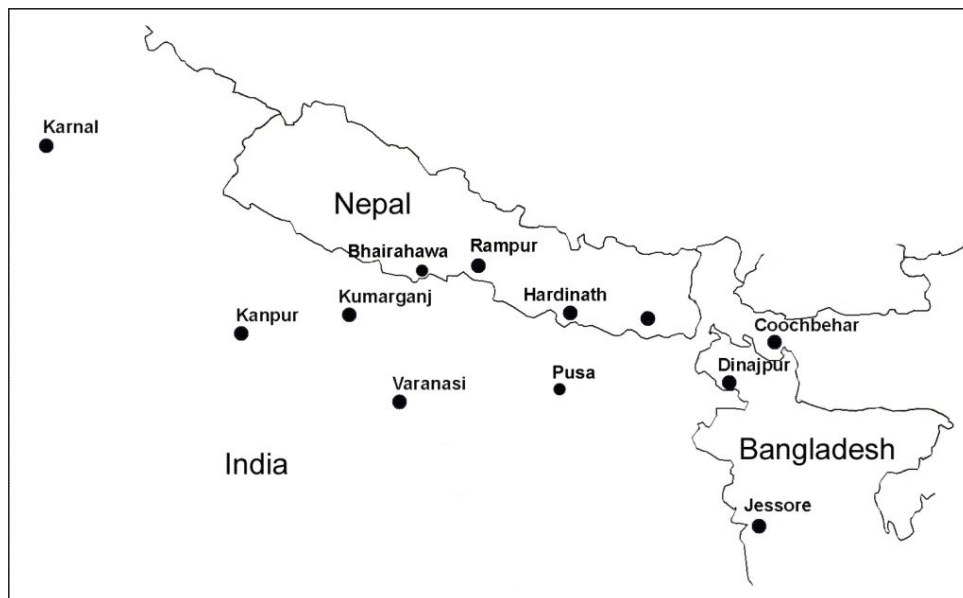 Karnal
Nepal
Bhairahawa
Rampur
Kumarganj
Hardinath
Kanpur
Coochbehar
Dinajpur
Pusa
Varanasi
India
Bangladesh
Jessore